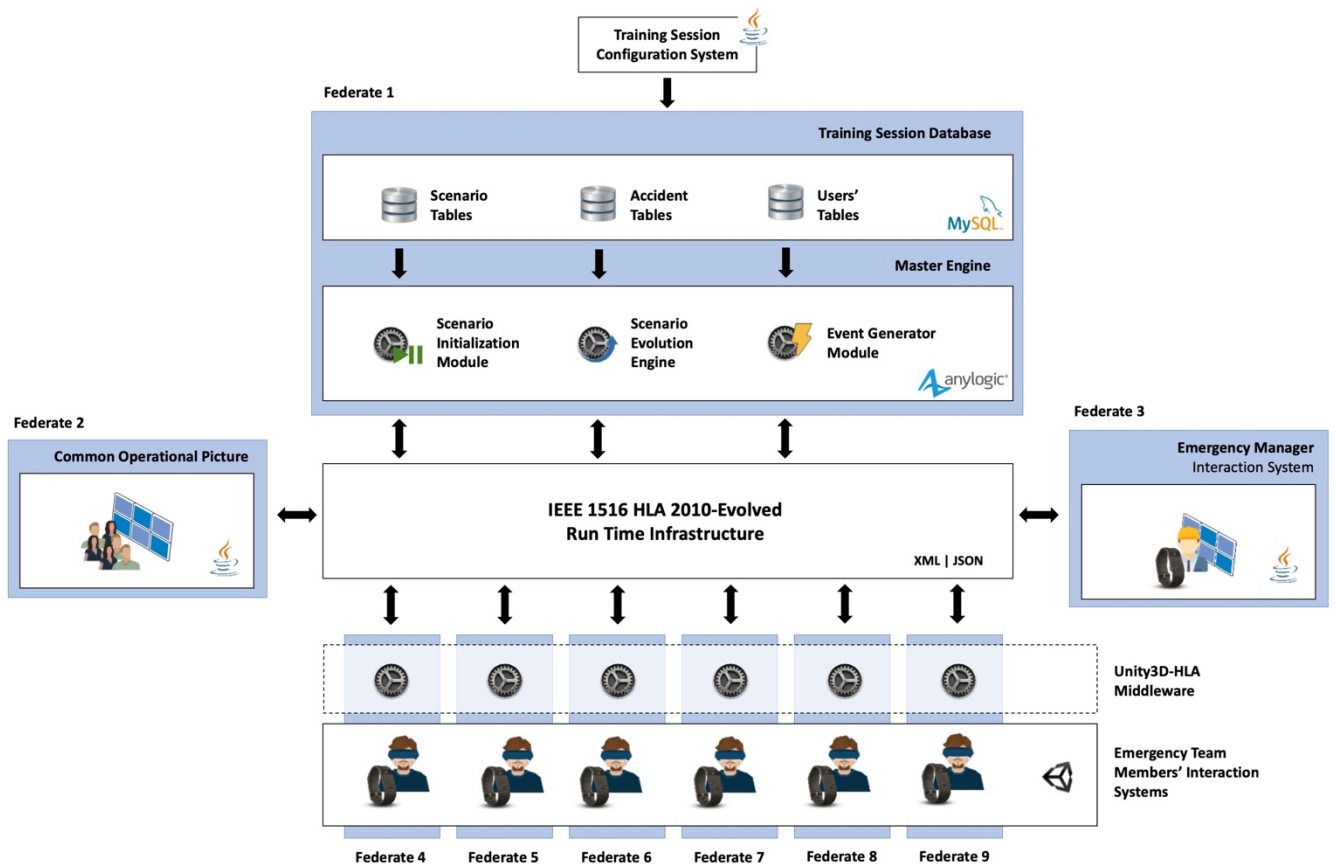 Training Session
Configuration System
Federate 1
Training Session Database
Scenario
Tables
Accident
Tables
Users'
Tables
MySQL
Master Engine
Scenario
Initialization
Module
Scenario
Evolution
Engine
Event Generator
Module
anylogic®
Federate 2
Common Operational Picture
Federate 3
Emergency Manager
Interaction System
IEEE 1516 HLA 2010-Evolved
Run Time Infrastructure
XML | JSON
Unity3D-HLA
Middleware
Emergency Team
Members' Interaction
Systems
Federate 4
Federate 5
Federate 6
Federate 7
Federate 8
Federate 9